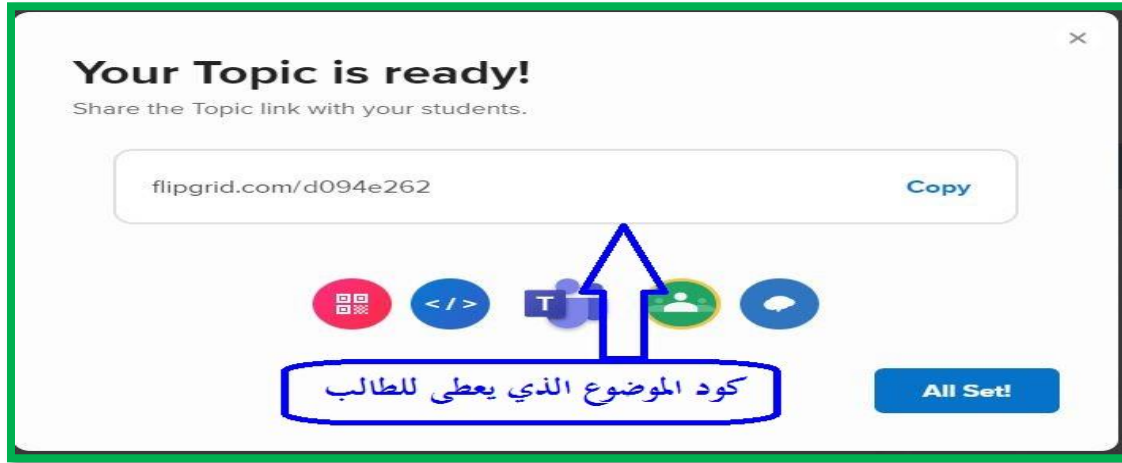 Your Topic is ready!
Share the Topic link with your students.
flipgrid.com/d094e262 Copy
</>
T
كود الموضوع الذي يعطى للطالب
All Set!